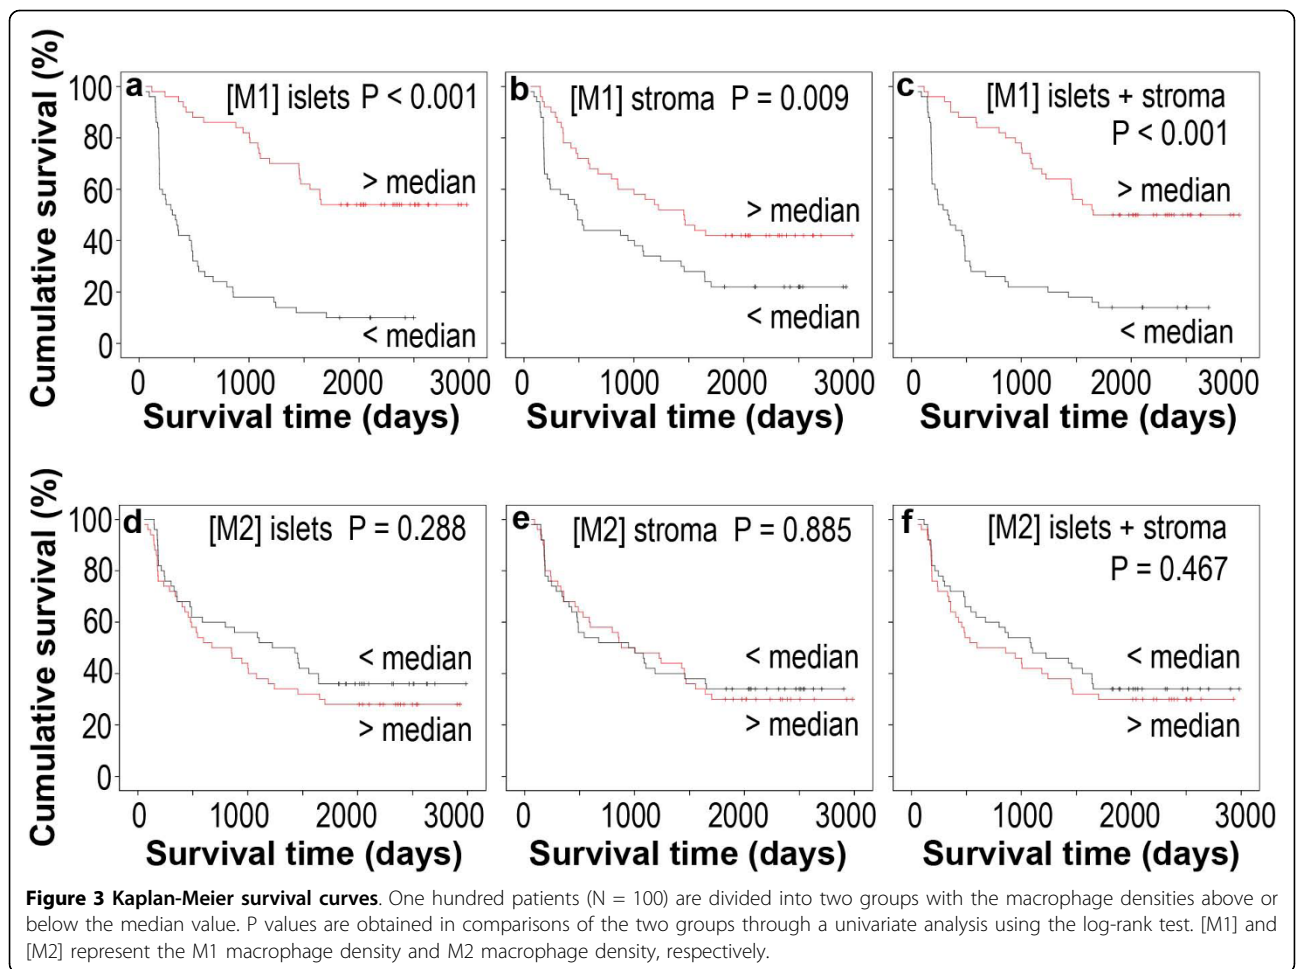 Cumulative survival (%)
100
80
60
40
20
0
a
[M1] islets P < 0.001
> median
< median
0 1000 2000 3000
Survival time (days)
b
[M1] stroma P = 0.009
> median
< median
0 1000 2000 3000
Survival time (days)
c
[M1] islets + stroma
P < 0.001
> median
< median
0 1000 2000 3000
Survival time (days)
Cumulative survival (%)
100
80
60
40
20
0
d
[M2] islets P = 0.288
< median
> median
0 1000 2000 3000
Survival time (days)
e
[M2] stroma P = 0.885
< median
> median
0 1000 2000 3000
Survival time (days)
f
[M2] islets + stroma
P = 0.467
< median
> median
0 1000 2000 3000
Survival time (days)
Figure 3 Kaplan-Meier survival curves. One hundred patients (N = 100) are divided into two groups with the macrophage densities above or
below the median value. P values are obtained in comparisons of the two groups through a univariate analysis using the log-rank test. [M1] and
[M2] represent the M1 macrophage density and M2 macrophage density, respectively.